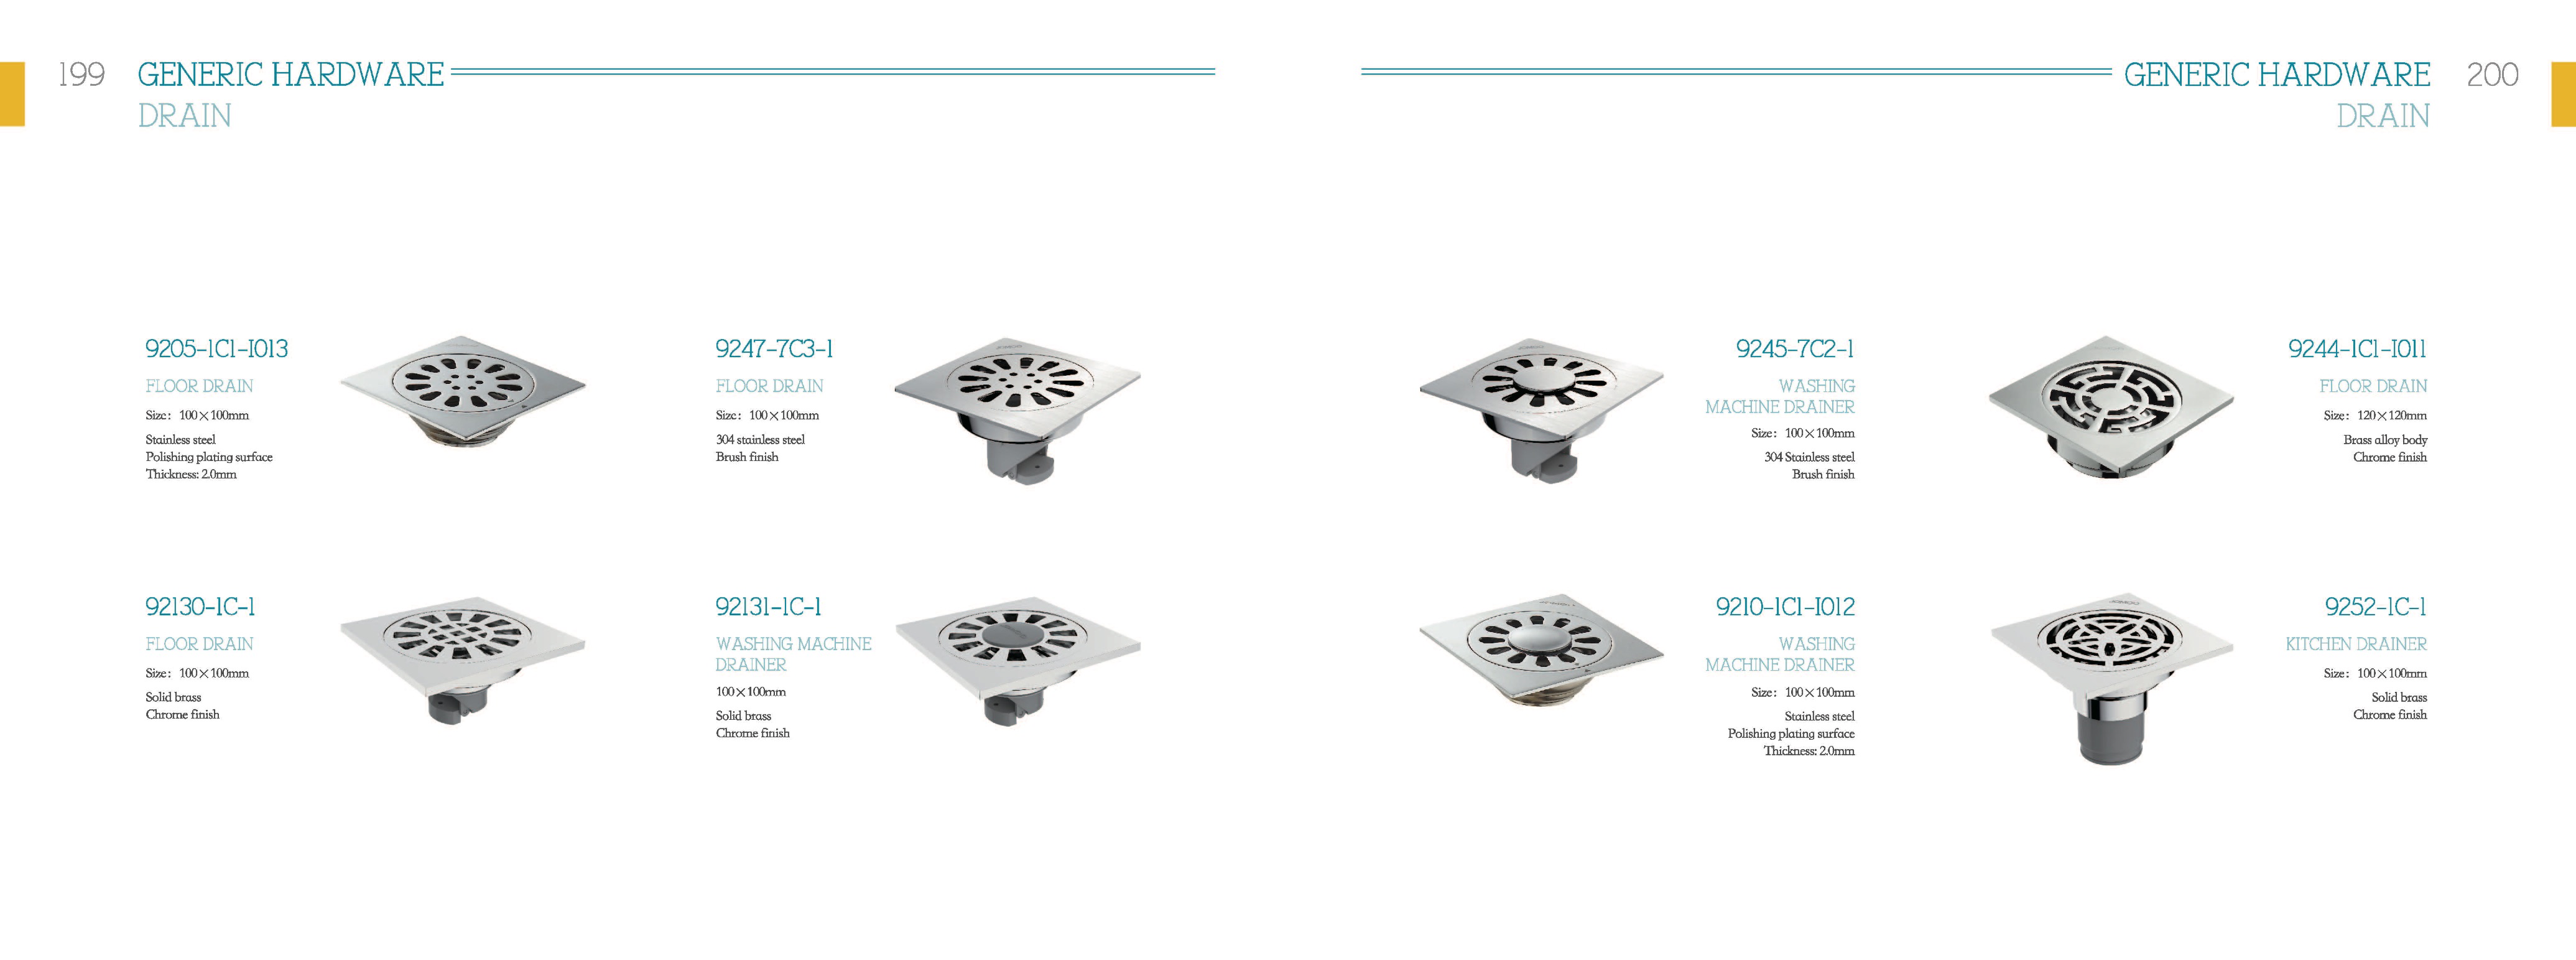 199 GENERIC HARDWARE
DRAIN
GENERIC HARDWARE 200
DRAIN
9205-1C1-I013
FLOOR DRAIN
Size: 100×100mm
Stainless steel
Polishing plating surface
Thickness: 2.0mm
9247-7C3-1
FLOOR DRAIN
Size: 100×100mm
304 stainless steel
Brush finish
9245-7C2-1
WASHING
MACHINE DRAINER
Size: 100×100mm
304 Stainless steel
Brush finish
9244-1C1-I011
FLOOR DRAIN
Size: 120×120mm
Brass alloy body
Chrome finish
92130-1C-1
FLOOR DRAIN
Size: 100×100mm
Solid brass
Chrome finish
92131-1C-1
WASHING MACHINE
DRAINER
100×100mm
Solid brass
Chrome finish
9210-1C1-I012
WASHING
MACHINE DRAINER
Size: 100×100mm
Stainless steel
Polishing plating surface
Thickness: 2.0mm
9252-1C-1
KITCHEN DRAINER
Size: 100×100mm
Solid brass
Chrome finish